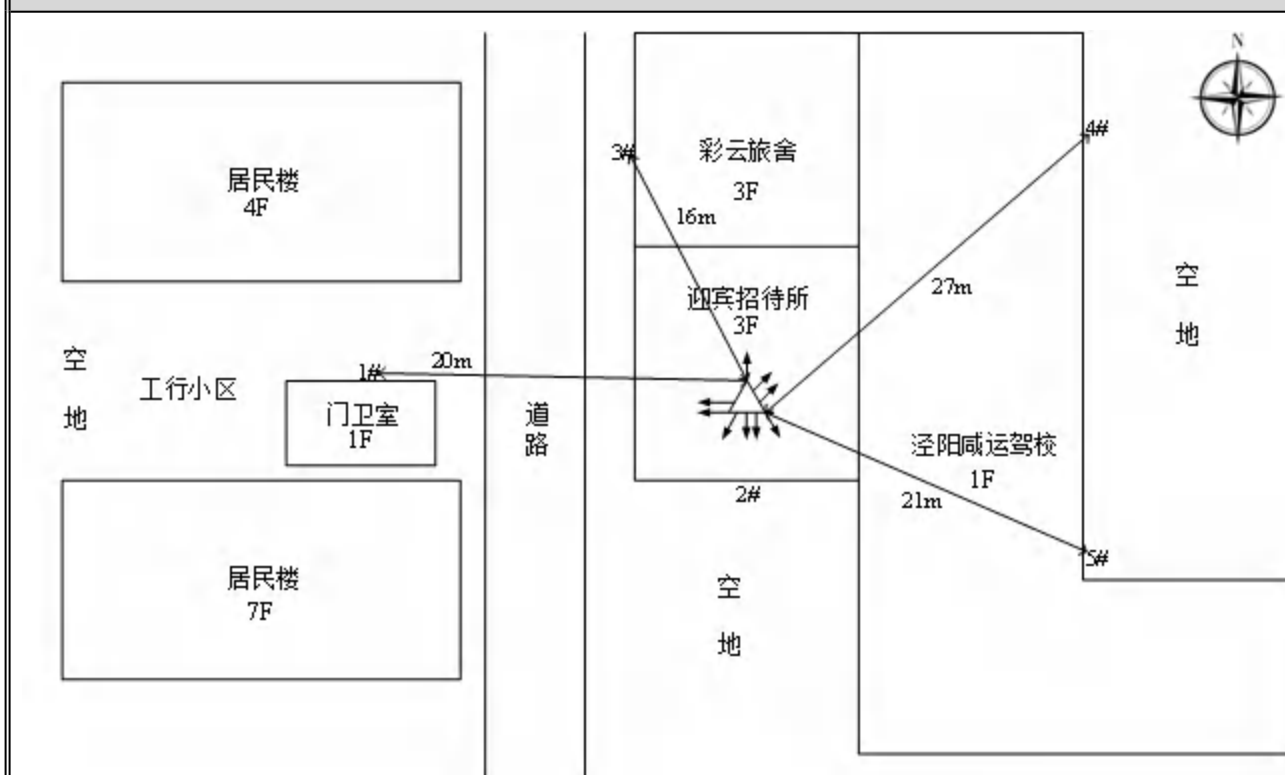 N
4#
3#
彩云旅舍
3F
16m
居民楼
4F
27m
空
地
迎宾招待所
3F
空
地
工行小区
1#
20m
门卫室
1F
道
路
泾阳咸运驾校
1F
21m
2#
5#
居民楼
7F
空
地